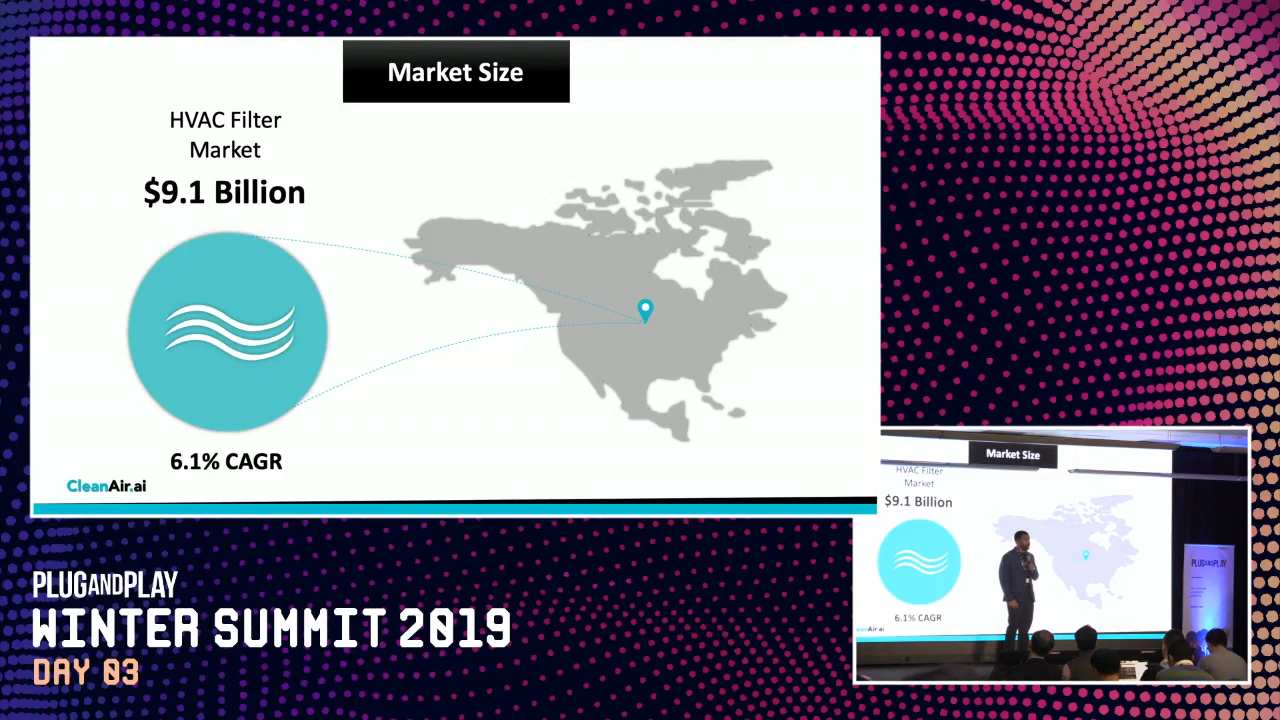 Market Size
HVAC Filter
Market
$9.1 Billion
6.1% CAGR
CleanAir.ai
PLUGANDPLAY
WINTER SUMMIT 2019
DAY 03
Market Size
HVAC Filter
Market
$9.1 Billion
6.1% CAGR
PLUGANDPLAY